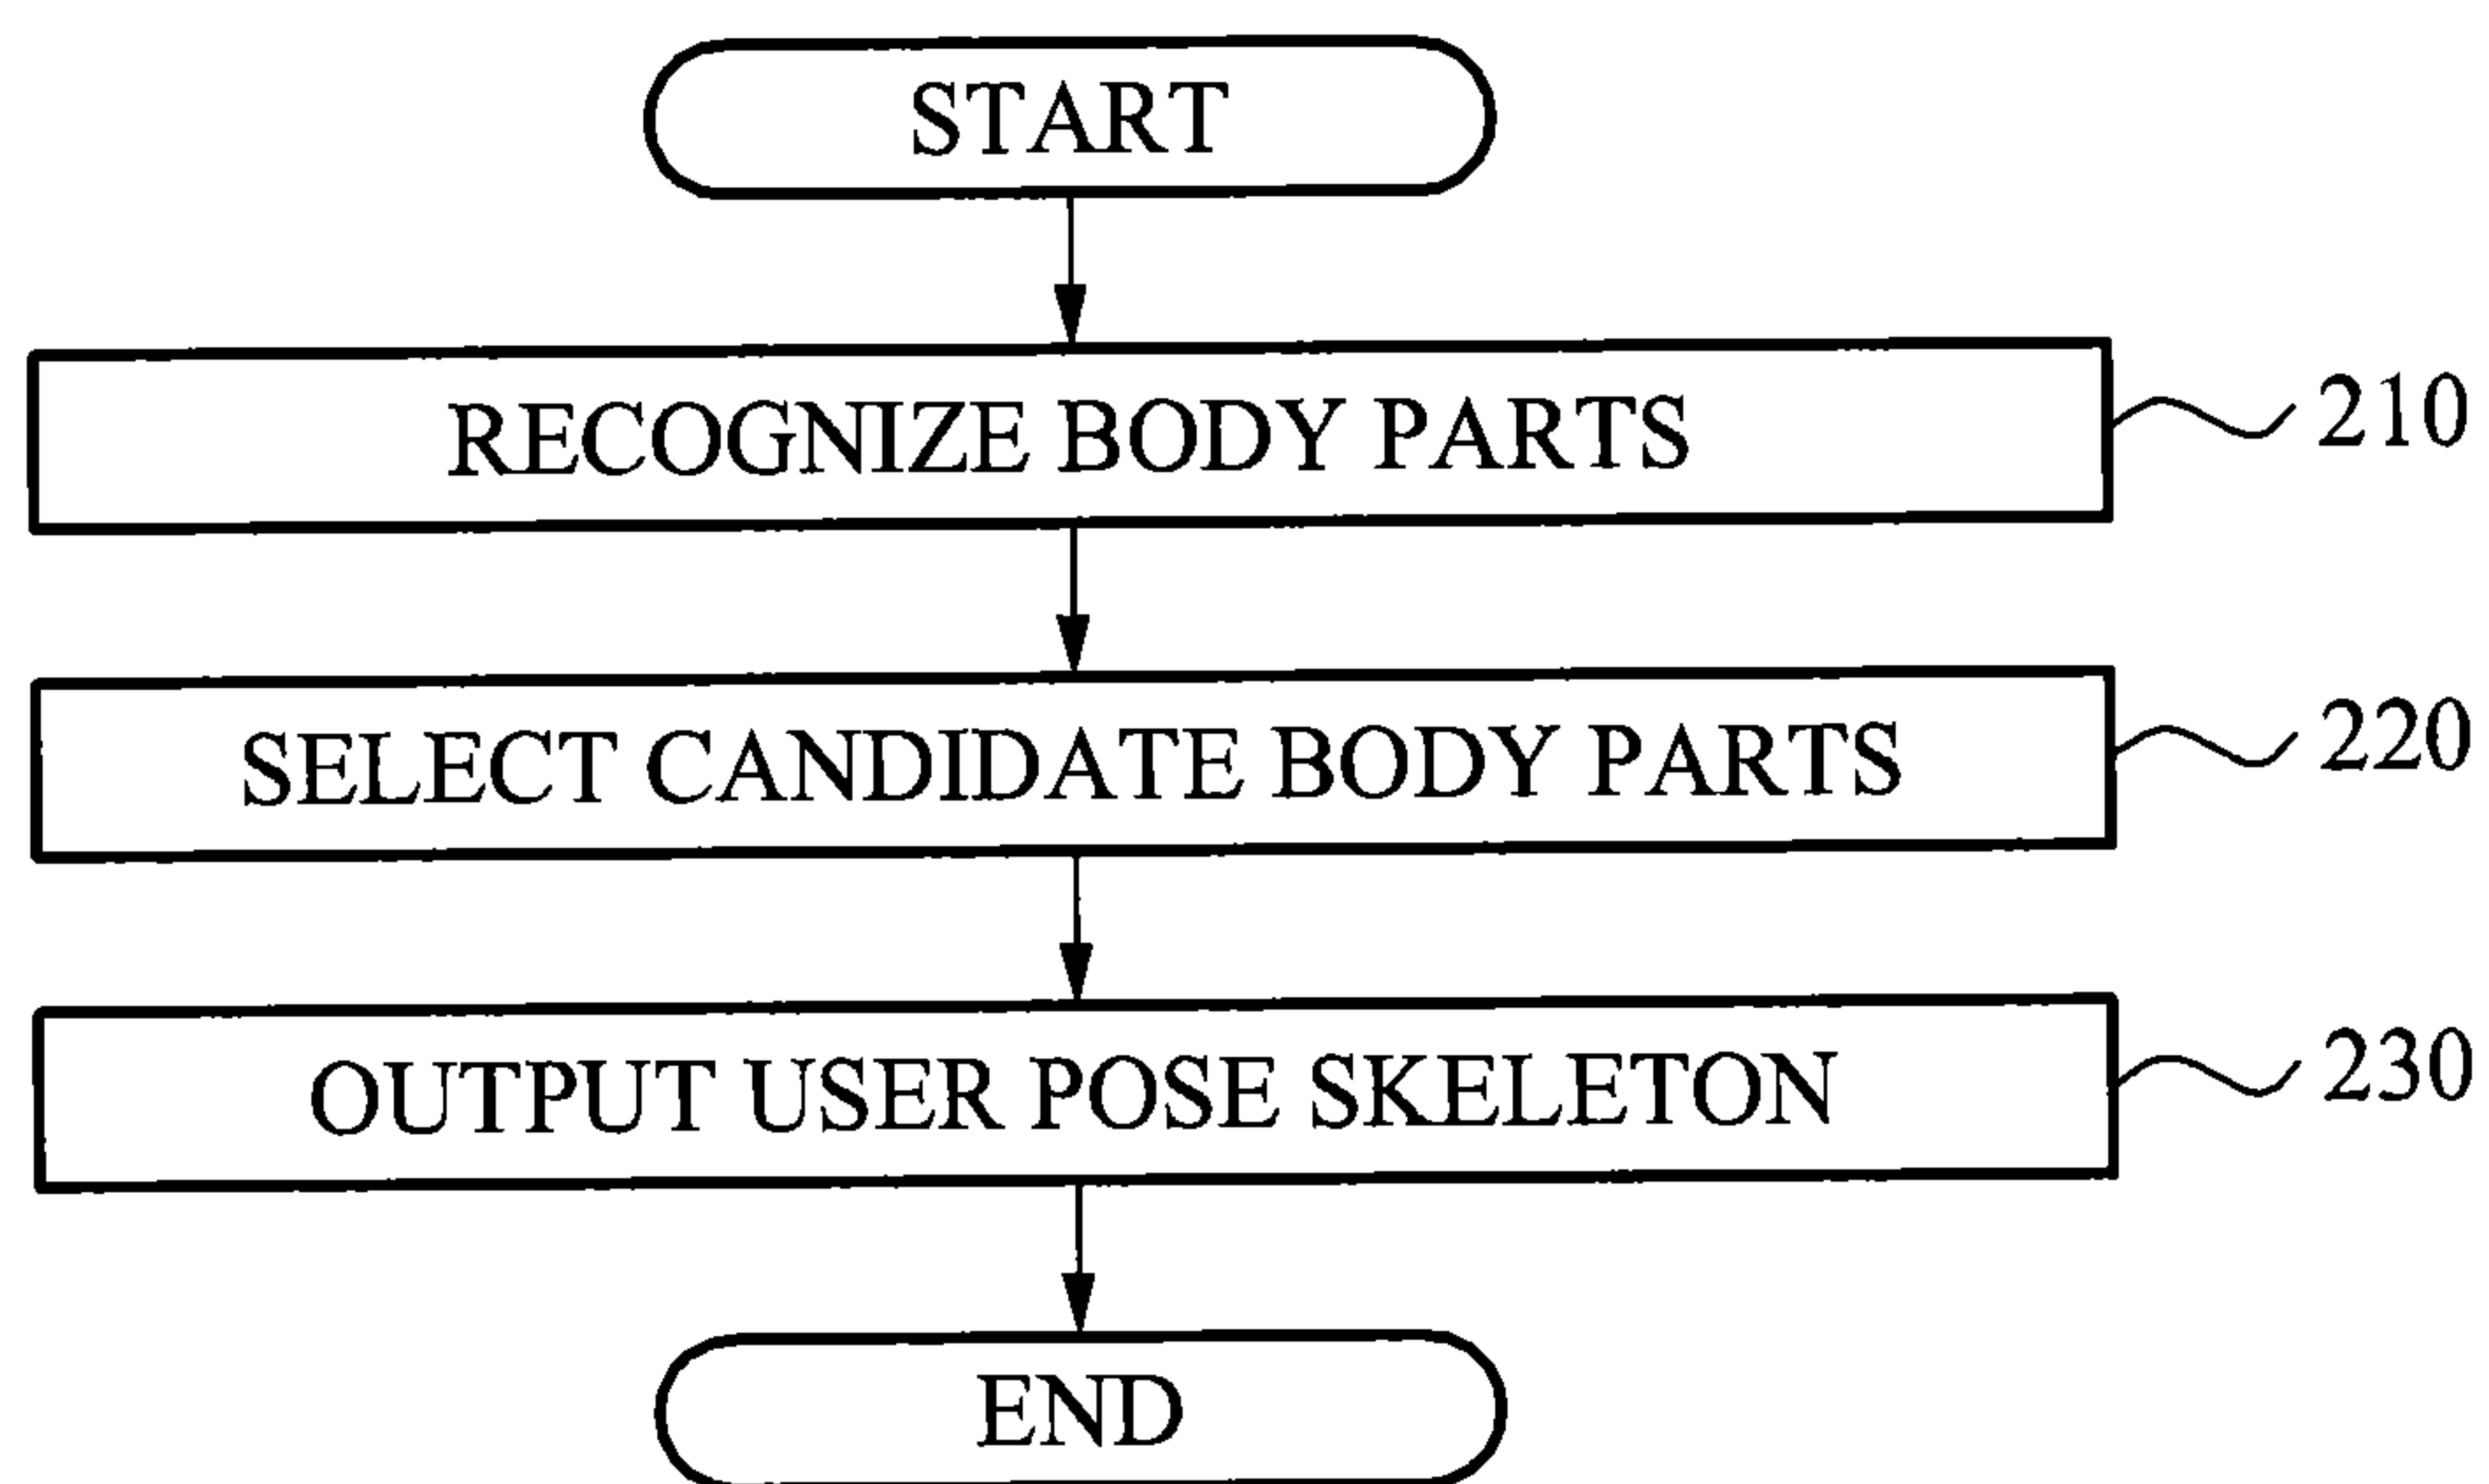 START
RECOGNIZE BODY PARTS
210
SELECT CANDIDATE BODY PARTS
220
OUTPUT USER POSE SKELETON
230
END